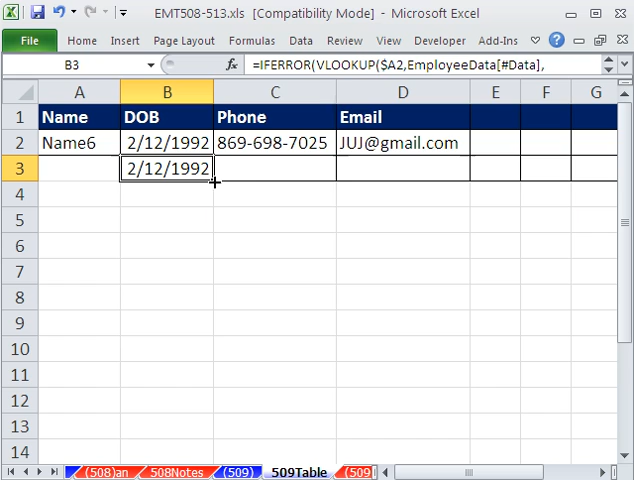 EMT508-513.xls [Compatibility Mode] - Microsoft Excel
File Home Insert Page Layout Formulas Data Review View Developer Add-Ins
B3 fx =IFERROR(VLOOKUP($A2,EmployeeData[#Data],
A B C D E F G
1 Name DOB Phone Email
2 Name6 2/12/1992 869-698-7025 JUJ@gmail.com
3 2/12/1992
4
5
6
7
8
9
10
11
12
13
14
(508)an 508Notes (509) 509Table (509